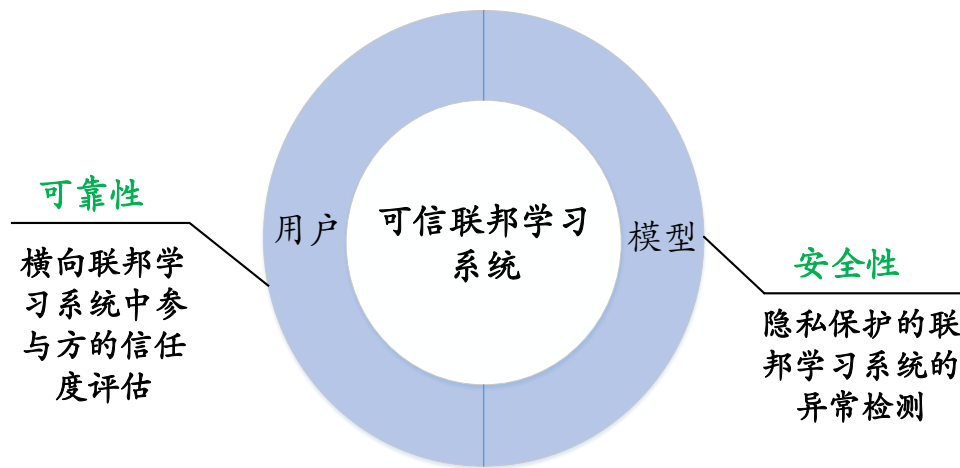 可靠性
横向联邦学
习系统中参
与方的信任
度评估
用户
可信联邦学习
系统
模型
安全性
隐私保护的联
邦学习系统的
异常检测